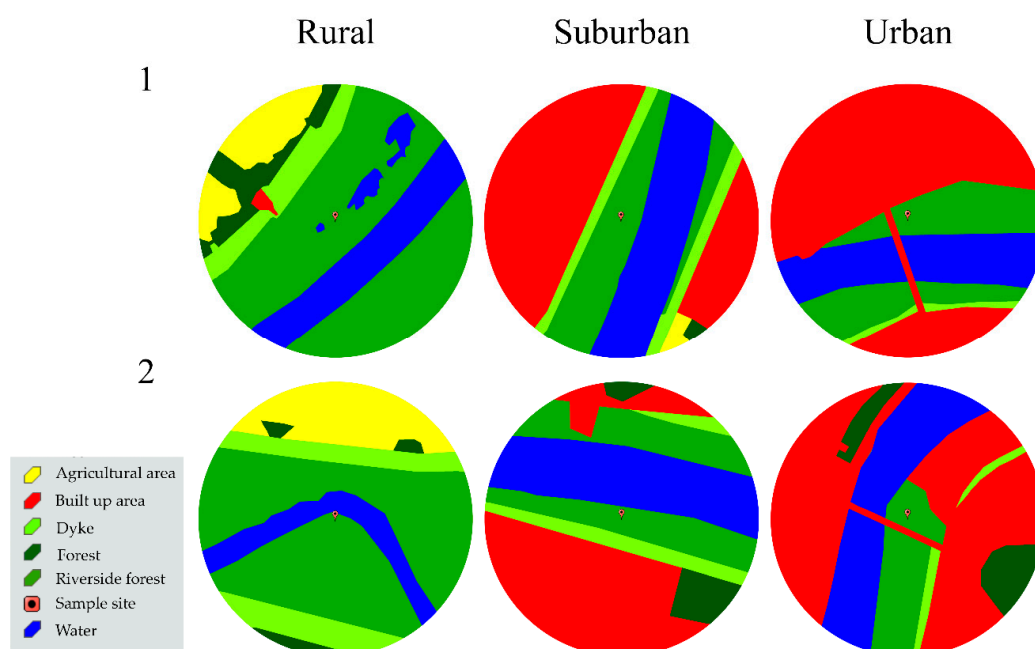 Rural Suburban Urban
1
2
Agricultural area
Built up area
Dyke
Forest
Riverside forest
Sample site
Water